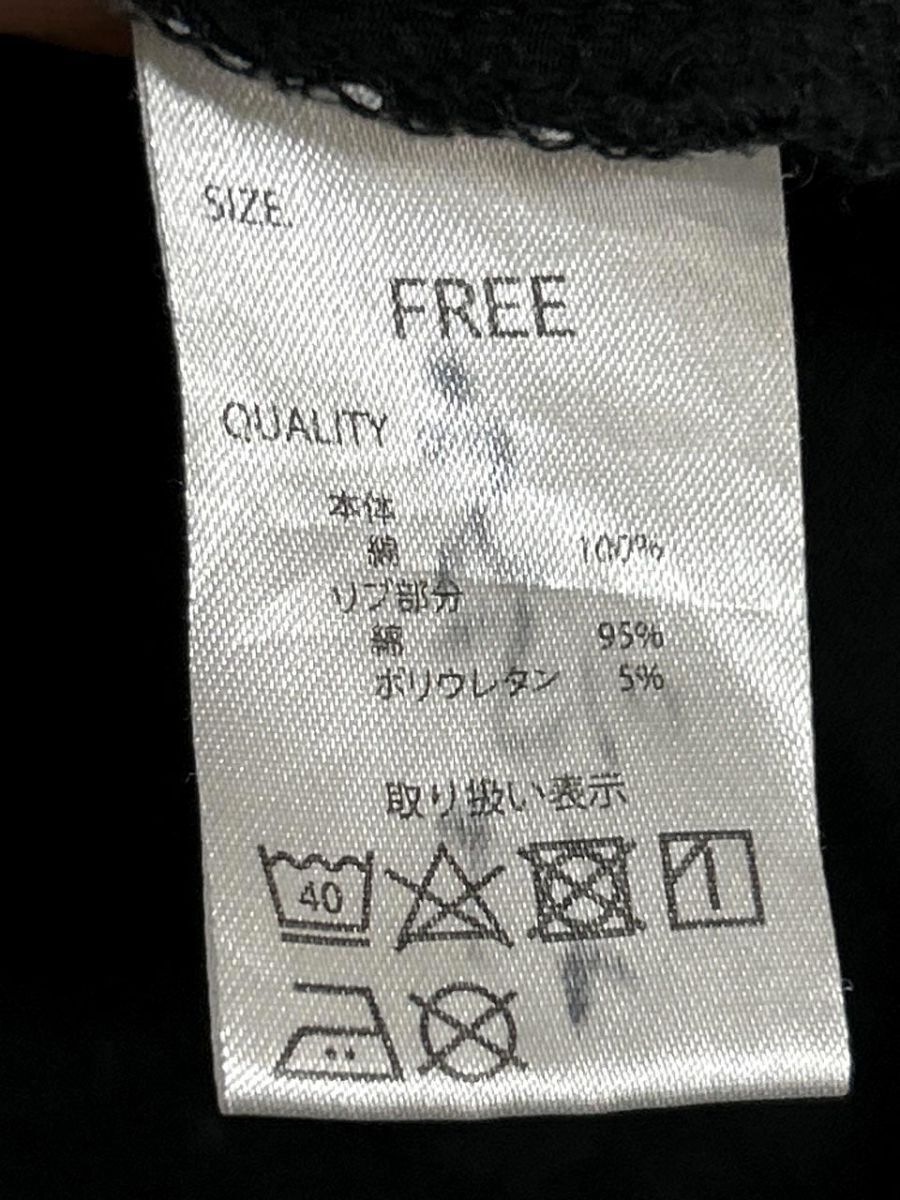 SIZE.
FREE
QUALITY
本体
綿 100%
リブ部分
綿 95%
ポリウレタン 5%
取り扱い表示
40